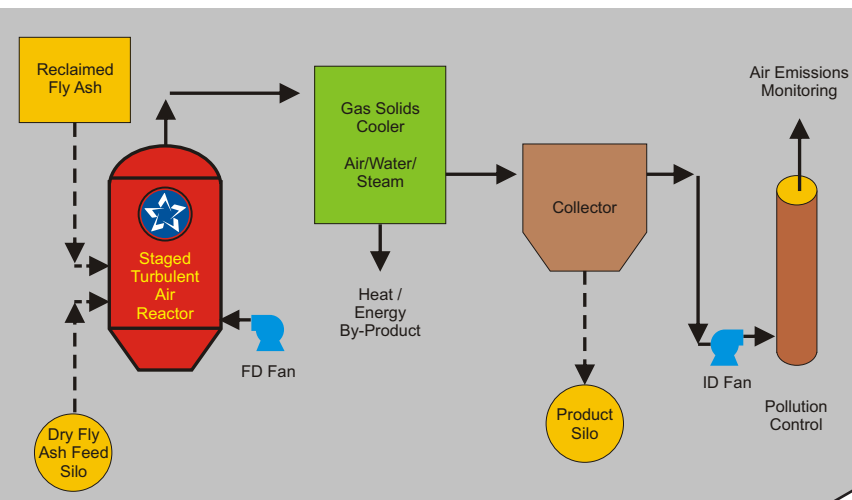 Reclaimed
Fly Ash
Gas Solids
Cooler
Air/Water/
Steam
Air Emissions
Monitoring
Collector
Staged
Turbulent
Air
Reactor
Heat /
Energy
By-Product
FD Fan
ID Fan
Pollution
Control
Product
Silo
Dry Fly
Ash Feed
Silo